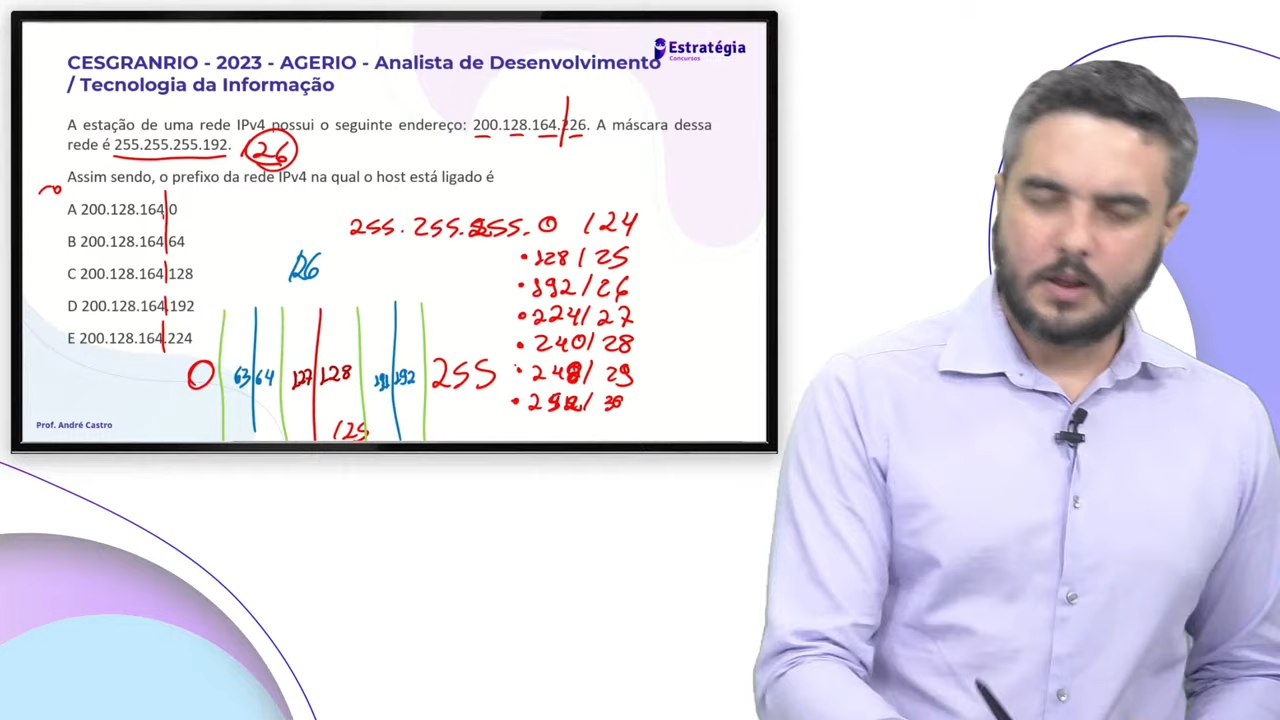 CESGRANRIO - 2023 - AGERIO - Analista de Desenvolvimento
/ Tecnologia da Informação
Estratégia
Concursos
A estação de uma rede IPv4 possui o seguinte endereço: 200.128.164.226. A máscara dessa
rede é 255.255.255.192. 26
Assim sendo, o prefixo da rede IPv4 na qual o host está ligado é
A 200.128.164.0
B 200.128.164.64
C 200.128.164.128
D 200.128.164.192
E 200.128.164.224
255.255.255.0 /24
.128/25
.192/26
.224/27
.240/28
.248/29
/26
0 63 64 127 128 191 192 255
Prof. André Castro